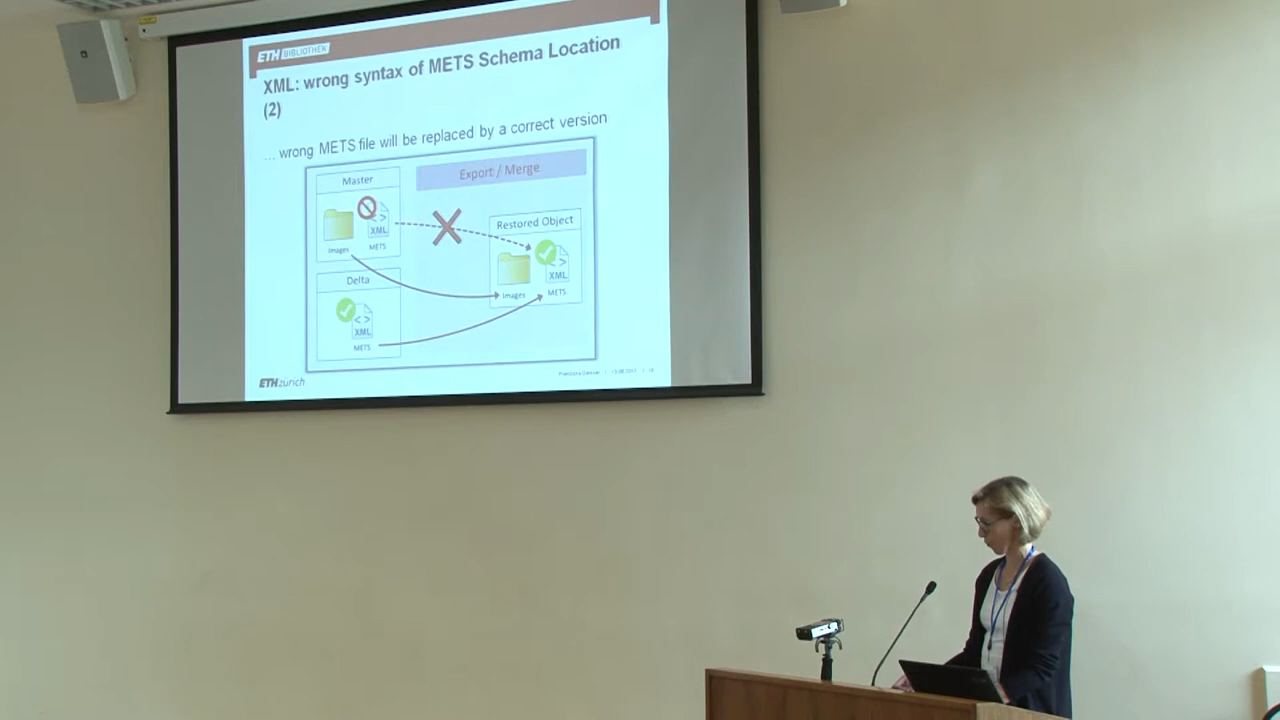 ETH BIBLIOTHEK
XML: wrong syntax of METS Schema Location
(2)
... wrong METS file will be replaced by a correct version
Master
Export / Merge
XML
Images
METS
Restored Object
XML
Images
METS
Delta
XML
METS
ETH zürich